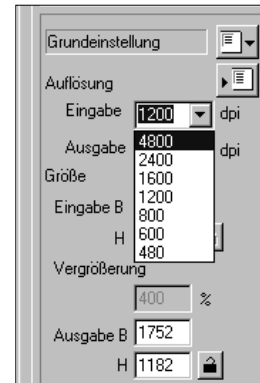 Grundeinstellung
Auflösung
Eingabe 1200 dpi
4800
Ausgabe dpi
2400
Größe
1600
1200
Eingabe B
800
H
600
480
Vergrößerung
400 %
Ausgabe B 1752
H 1182